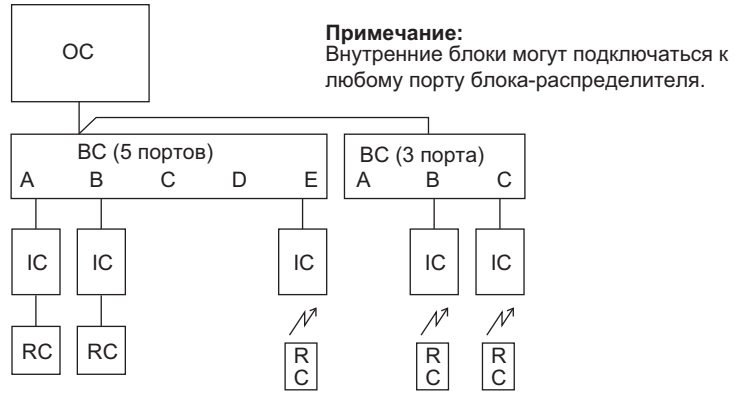 OC
Примечание:
Внутренние блоки могут подключаться к
любому порту блока-распределителя.
BC (5 портов)
A B C D E
BC (3 порта)
A B C
IC IC IC IC IC
RC RC
R
C
R
C
R
C